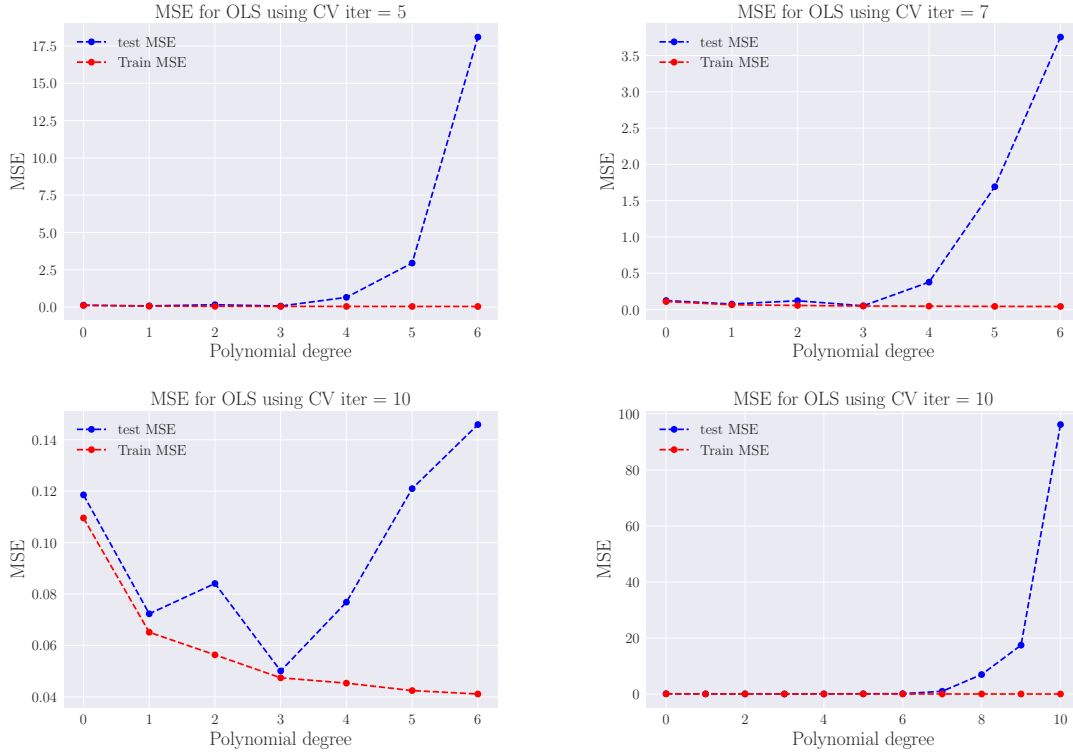 MSE for OLS using CV iter = 5
test MSE
Train MSE
17.5
15.0
12.5
10.0
7.5
5.0
2.5
0.0
MSE
0 1 2 3 4 5 6
Polynomial degree
MSE for OLS using CV iter = 7
test MSE
Train MSE
3.5
3.0
2.5
2.0
1.5
1.0
0.5
0.0
MSE
0 1 2 3 4 5 6
Polynomial degree
MSE for OLS using CV iter = 10
test MSE
Train MSE
0.14
0.12
0.10
0.08
0.06
0.04
MSE
0 1 2 3 4 5 6
Polynomial degree
MSE for OLS using CV iter = 10
test MSE
Train MSE
100
80
60
40
20
0
MSE
0 2 4 6 8 10
Polynomial degree